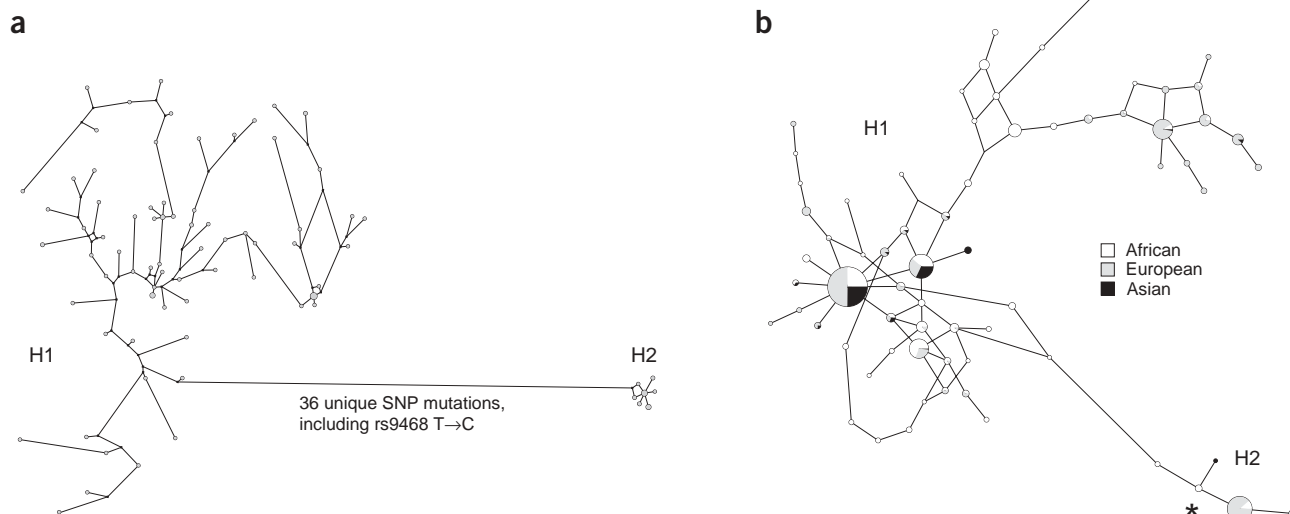 a
H1
H2
36 unique SNP mutations,
including rs9468 T→C
b
H1
African
European
Asian
H2
*